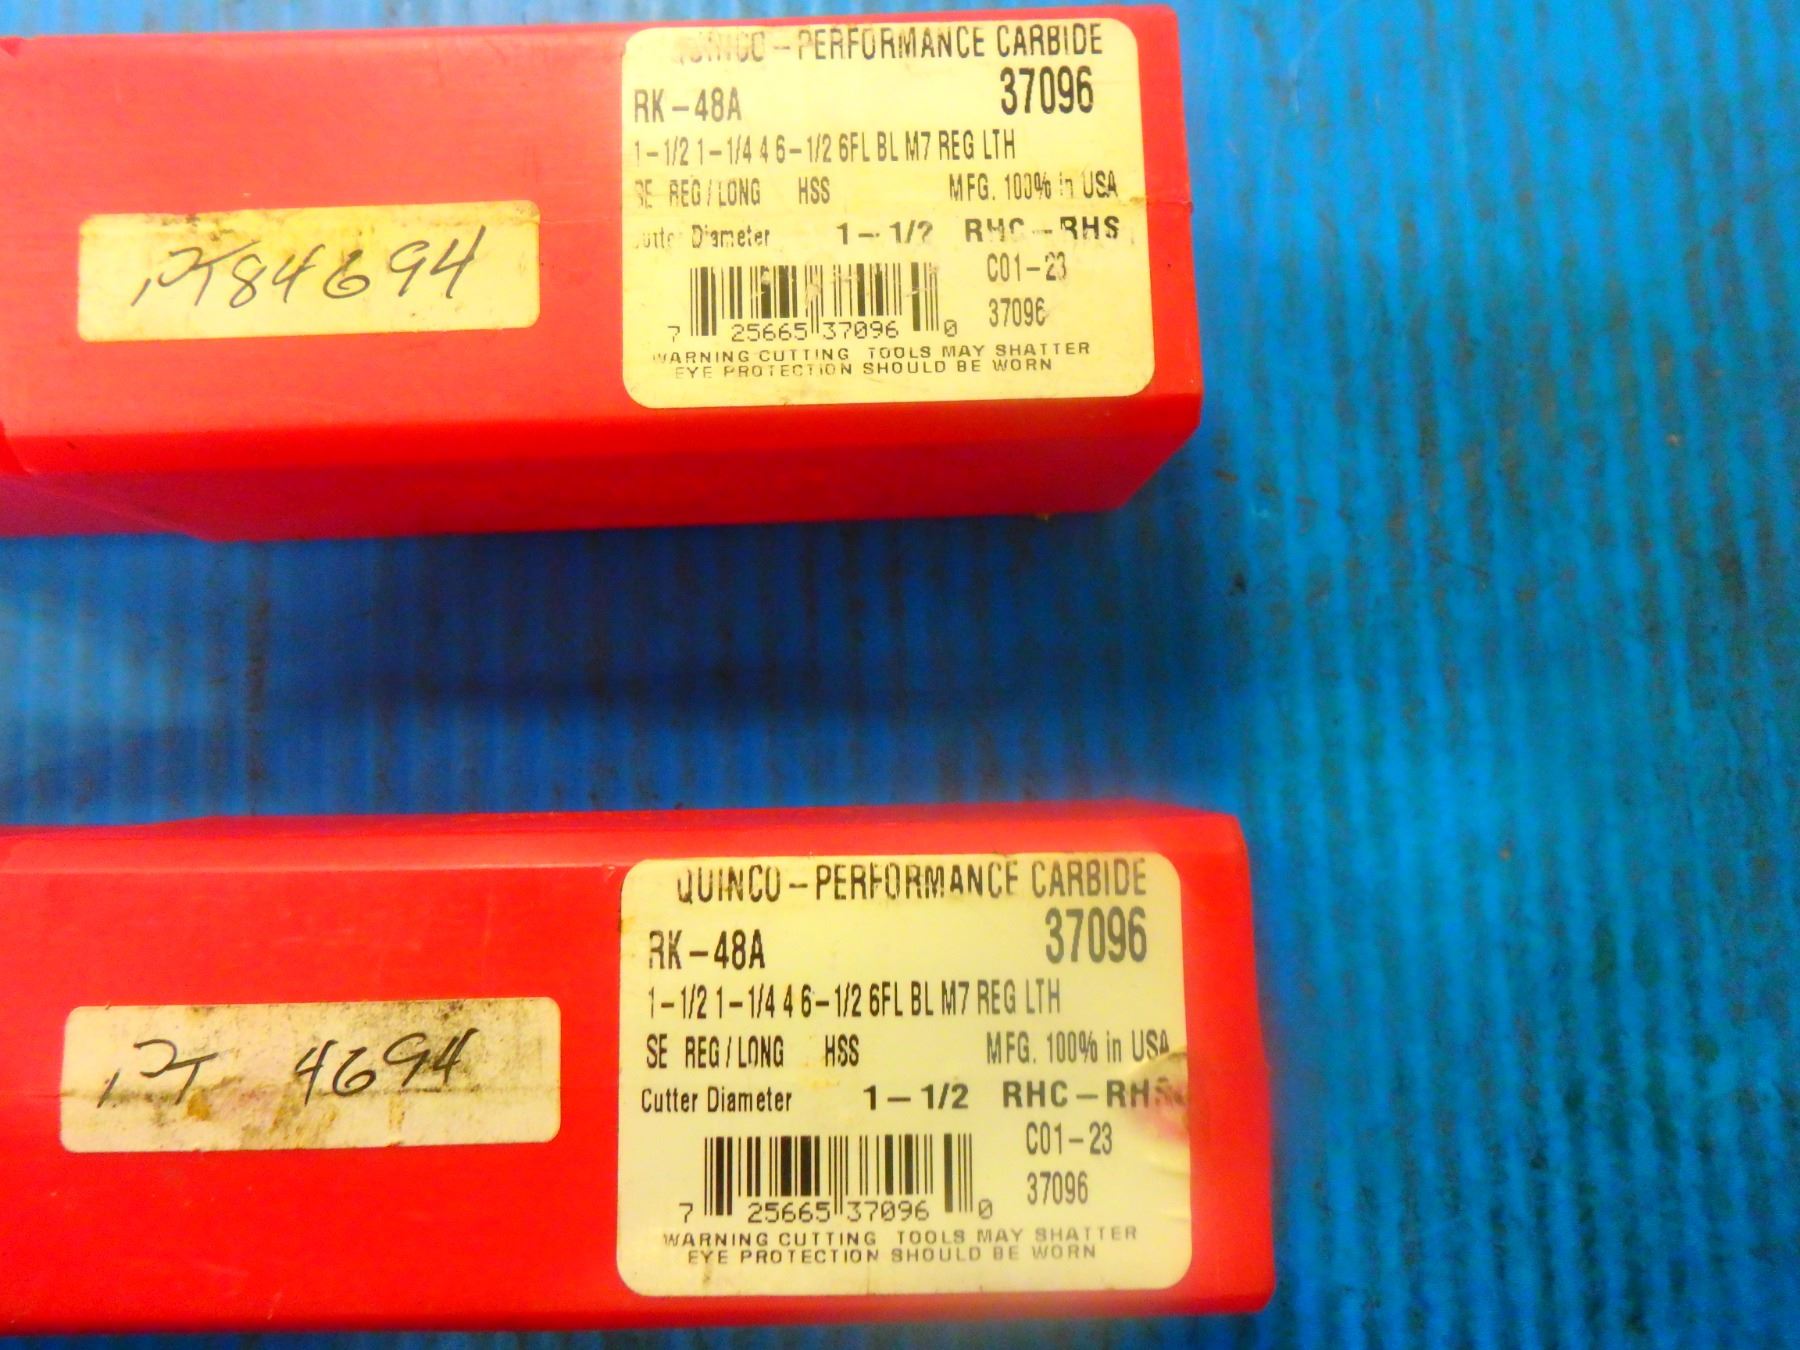 QUINCO – PERFORMANCE CARBIDE
RK – 48A 37096
1 – 1/2 1 – 1/4 4 6 – 1/2 6FL BL M7 REG LTH
SE REG / LONG HSS MFG. 100% in USA
Cutter Diameter 1 – 1/2 RHC – RHS
C01 – 23
37096
7 25665 37096 0
WARNING CUTTING TOOLS MAY SHATTER
EYE PROTECTION SHOULD BE WORN
84694
QUINCO – PERFORMANCE CARBIDE
RK – 48A 37096
1 – 1/2 1 – 1/4 4 6 – 1/2 6FL BL M7 REG LTH
SE REG / LONG HSS MFG. 100% in USA
Cutter Diameter 1 – 1/2 RHC – RHS
C01 – 23
37096
7 25665 37096 0
WARNING CUTTING TOOLS MAY SHATTER
EYE PROTECTION SHOULD BE WORN
4694